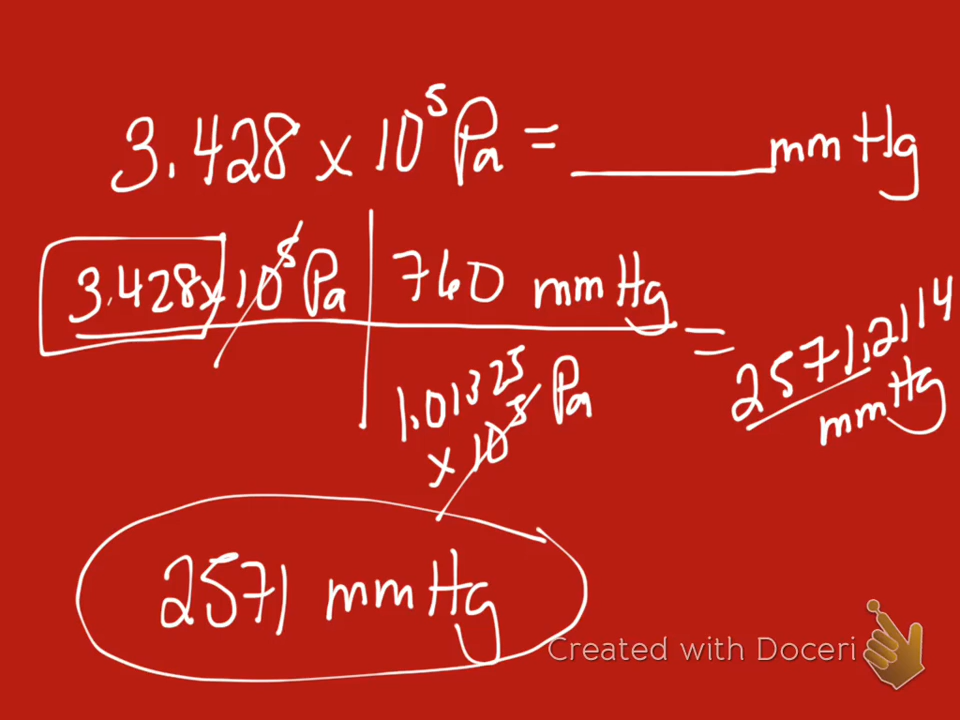 3.428 x 10⁵ Pa = ______ mmHg
3.428 x 10⁵ Pa | 760 mmHg
1.01325
x 10⁵ Pa
= 2571.2114
mmHg
2571 mmHg
Created with Doceri